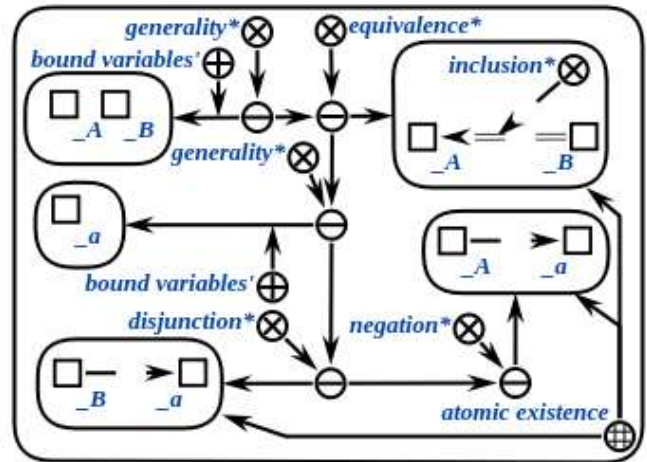 generality*
equivalence*
bound variables'
inclusion*
_A _B
generality*
_A _B
_a
_A _a
bound variables'
disjunction*
negation*
_B _a
atomic existence